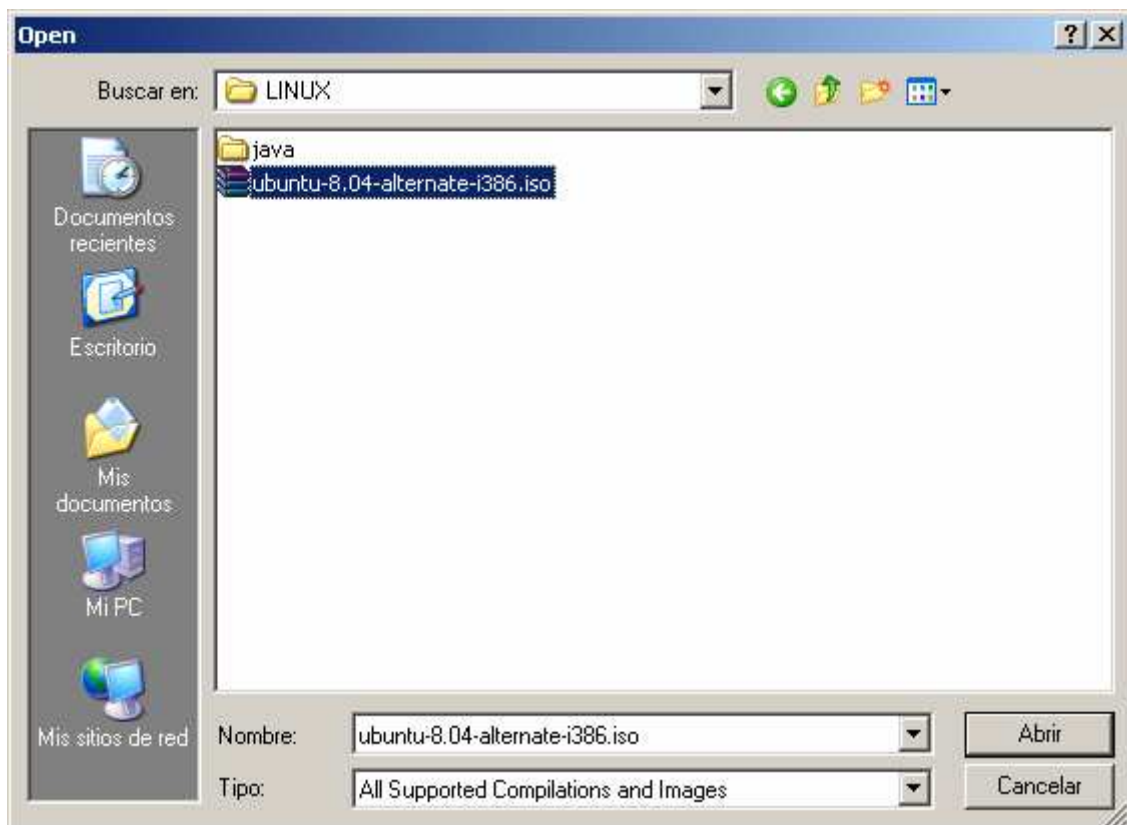 Open
Buscar en:
LINUX
java
ubuntu-8.04-alternate-i386.iso
Documentos
recientes
Escritorio
Mis
documentos
Mi PC
Mis sitios de red
Nombre:
ubuntu-8.04-alternate-i386.iso
Abrir
Tipo:
All Supported Compilations and Images
Cancelar